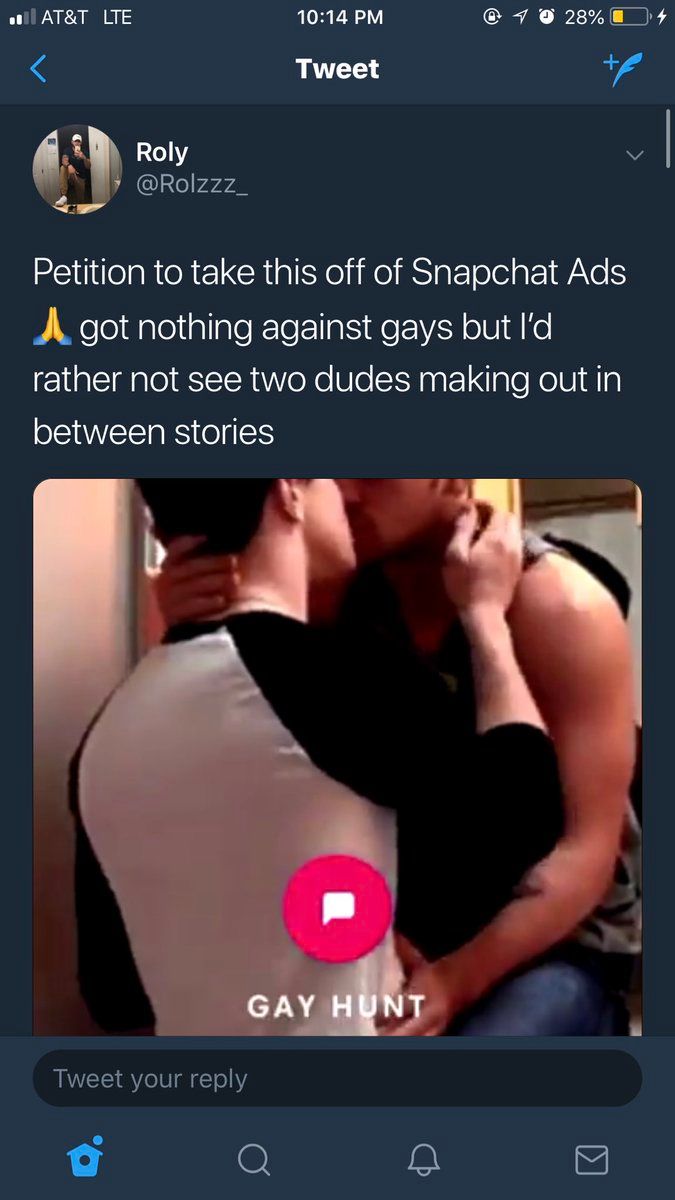 AT&T LTE 10:14 PM 28%
Tweet
Roly
@Rolzzz_
Petition to take this off of Snapchat Ads
🙏 got nothing against gays but I’d
rather not see two dudes making out in
between stories
GAY HUNT
Tweet your reply